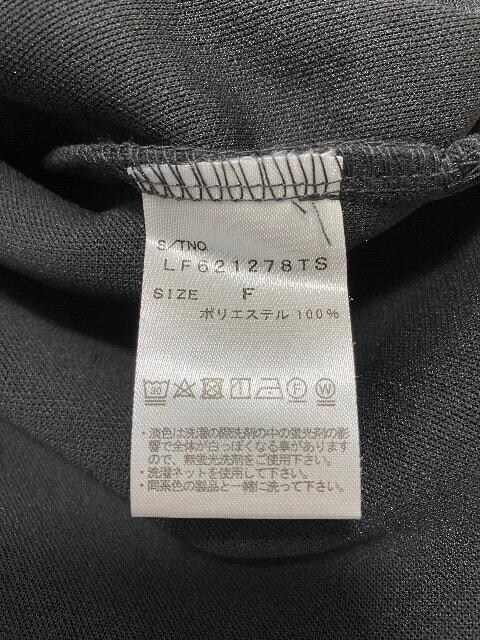 S/TNO.
LF621278TS
SIZE F
ポリエステル 100%
30 F W
・淡色は洗濯の際洗剤の中の蛍光剤の影
響で全体が白っぽくなる事があります
ので、無蛍光洗剤をご使用下さい。
・洗濯ネットを使用して下さい。
・同系色の製品と一緒に洗って下さい。